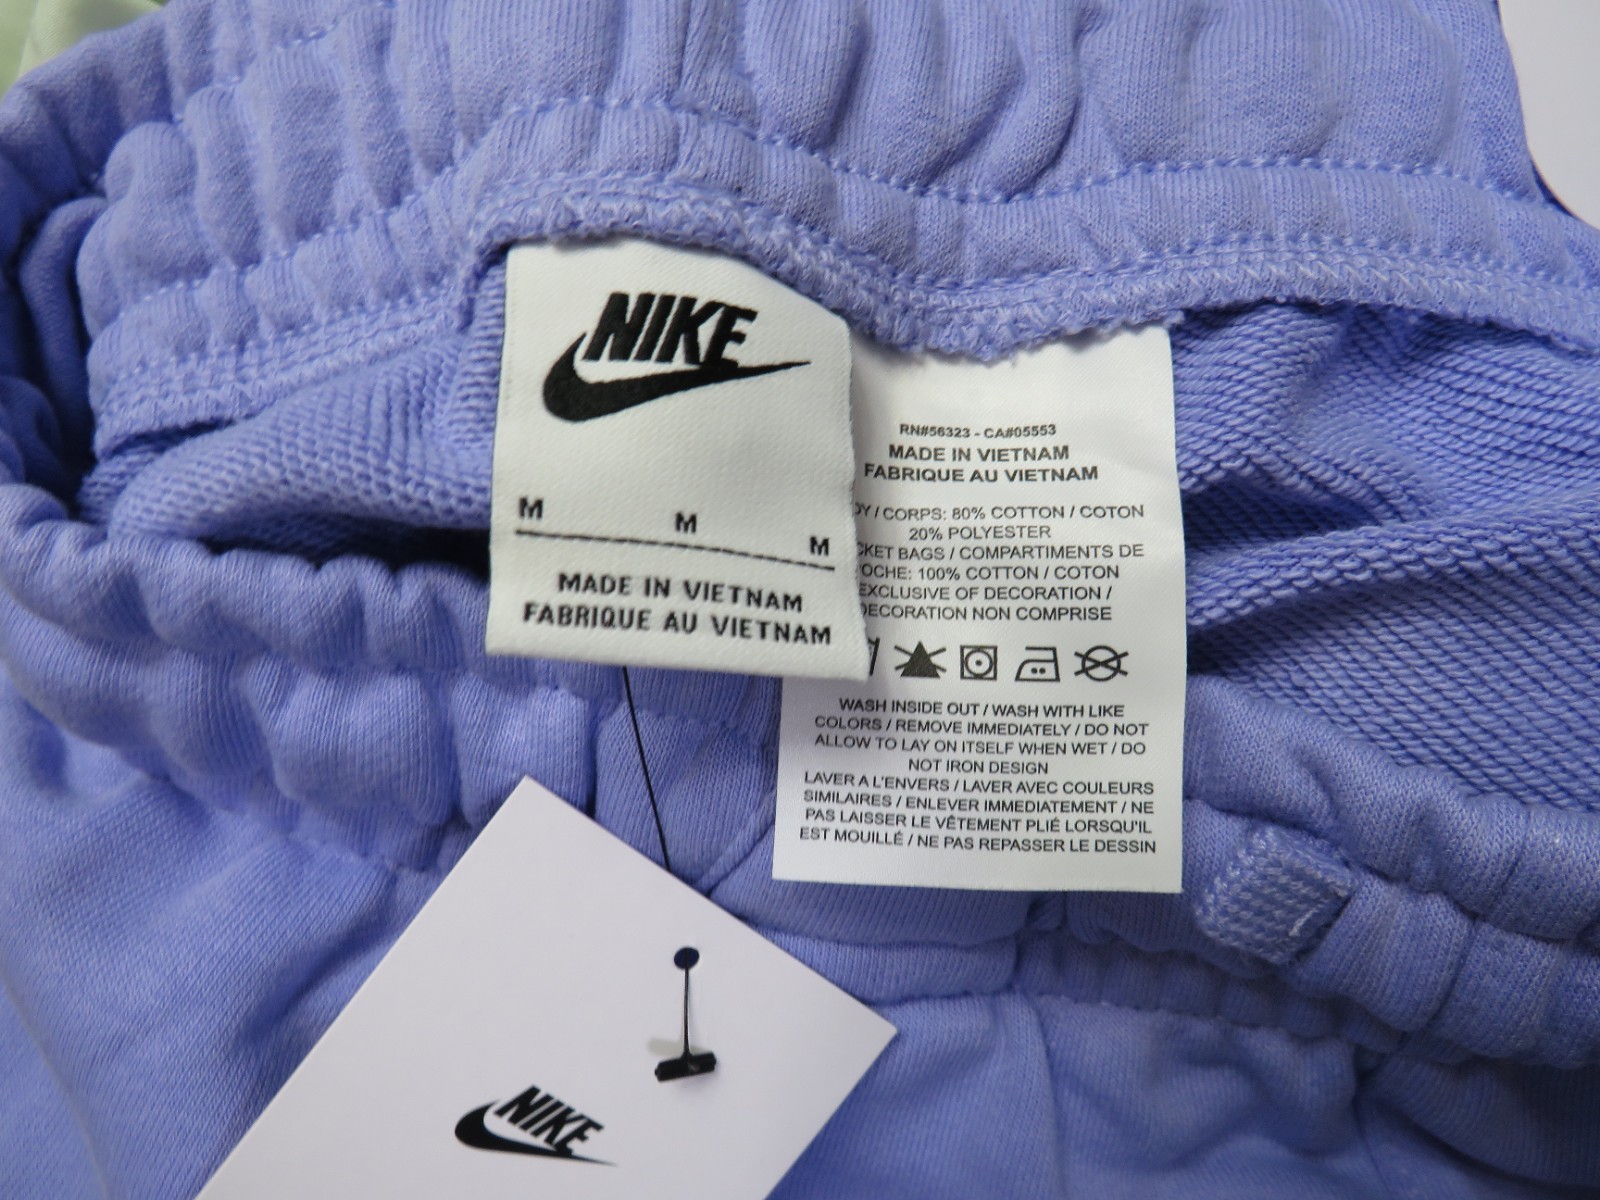 NIKE
M M M
MADE IN VIETNAM
FABRIQUE AU VIETNAM
RN#56323 - CA#05553
MADE IN VIETNAM
FABRIQUE AU VIETNAM
/ CORPS: 80% COTTON / COTON
20% POLYESTER
BAGS / COMPARTIMENTS DE
100% COTTON / COTON
EXCLUSIVE OF DECORATION /
DECORATION NON COMPRISE
WASH INSIDE OUT / WASH WITH LIKE
COLORS / REMOVE IMMEDIATELY / DO NOT
ALLOW TO LAY ON ITSELF WHEN WET / DO
NOT IRON DESIGN
LAVER A L'ENVERS / LAVER AVEC COULEURS
SIMILAIRES / ENLEVER IMMEDIATEMENT / NE
PAS LAISSER LE VÊTEMENT PLIÉ LORSQU'IL
EST MOUILLÉ / NE PAS REPASSER LE DESSIN
NIKE